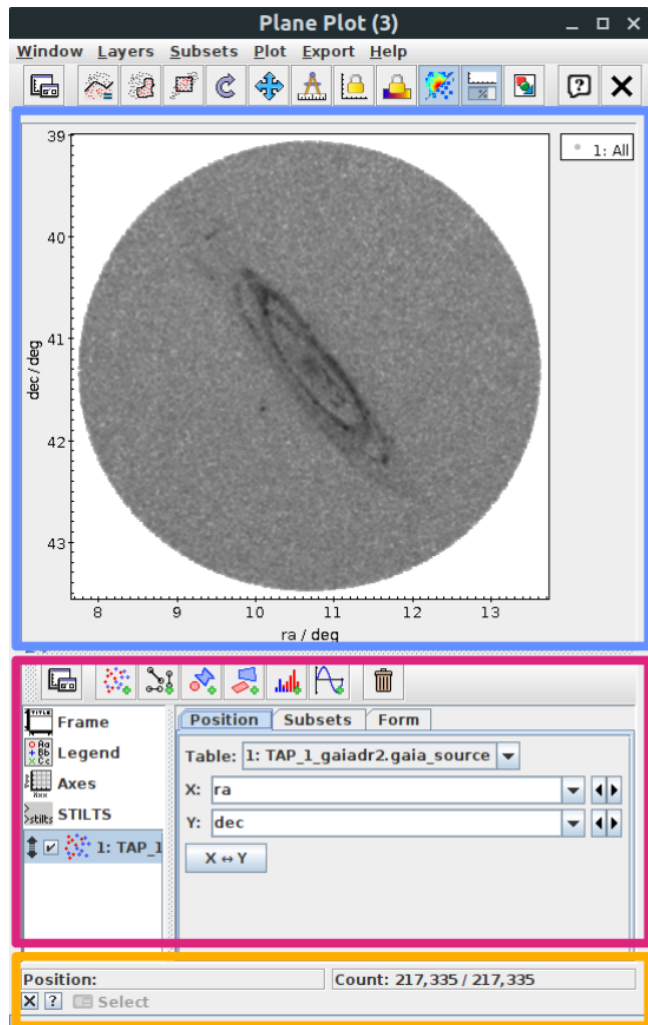 Plane Plot (3)
Window Layers Subsets Plot Export Help
39
40
41
42
43
dec / deg
8 9 10 11 12 13
ra / deg
1: All
Frame
Legend
Axes
STILTS
1: TAP_1
Position Subsets Form
Table: 1: TAP_1_gaiadr2.gaia_source
X: ra
Y: dec
X ↔ Y
Position:
Count: 217,335 / 217,335
Select